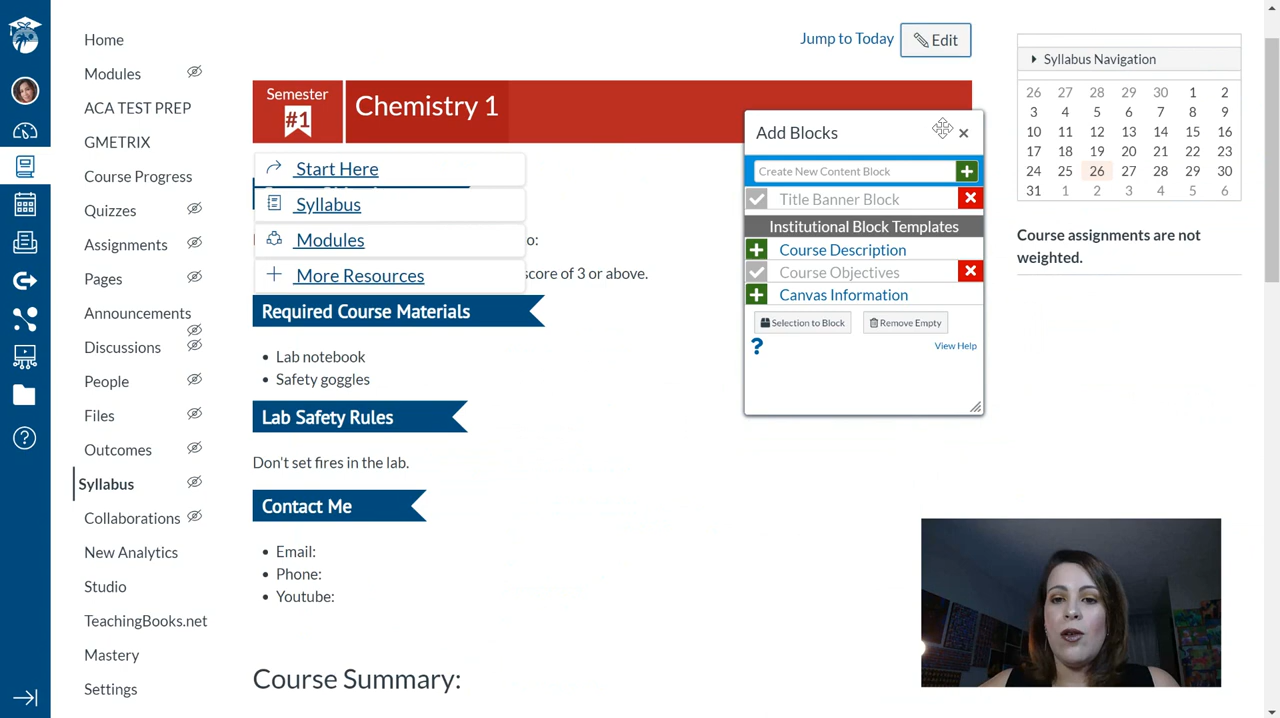 Home
Modules
ACA TEST PREP
GMETRIX
Course Progress
Quizzes
Assignments
Pages
Announcements
Discussions
People
Files
Outcomes
Syllabus
Collaborations
New Analytics
Studio
TeachingBooks.net
Mastery
Settings
Jump to Today
Edit
Semester
#1
Chemistry 1
Start Here
Syllabus
Modules
More Resources
o:
score of 3 or above.
Required Course Materials
• Lab notebook
• Safety goggles
Lab Safety Rules
Don't set fires in the lab.
Contact Me
• Email:
• Phone:
• Youtube:
Course Summary:
Add Blocks
Create New Content Block
Title Banner Block
Institutional Block Templates
Course Description
Course Objectives
Canvas Information
Selection to Block
Remove Empty
? View Help
Syllabus Navigation
26 27 28 29 30 1 2
3 4 5 6 7 8 9
10 11 12 13 14 15 16
17 18 19 20 21 22 23
24 25 26 27 28 29 30
31 1 2 3 4 5 6
Course assignments are not
weighted.